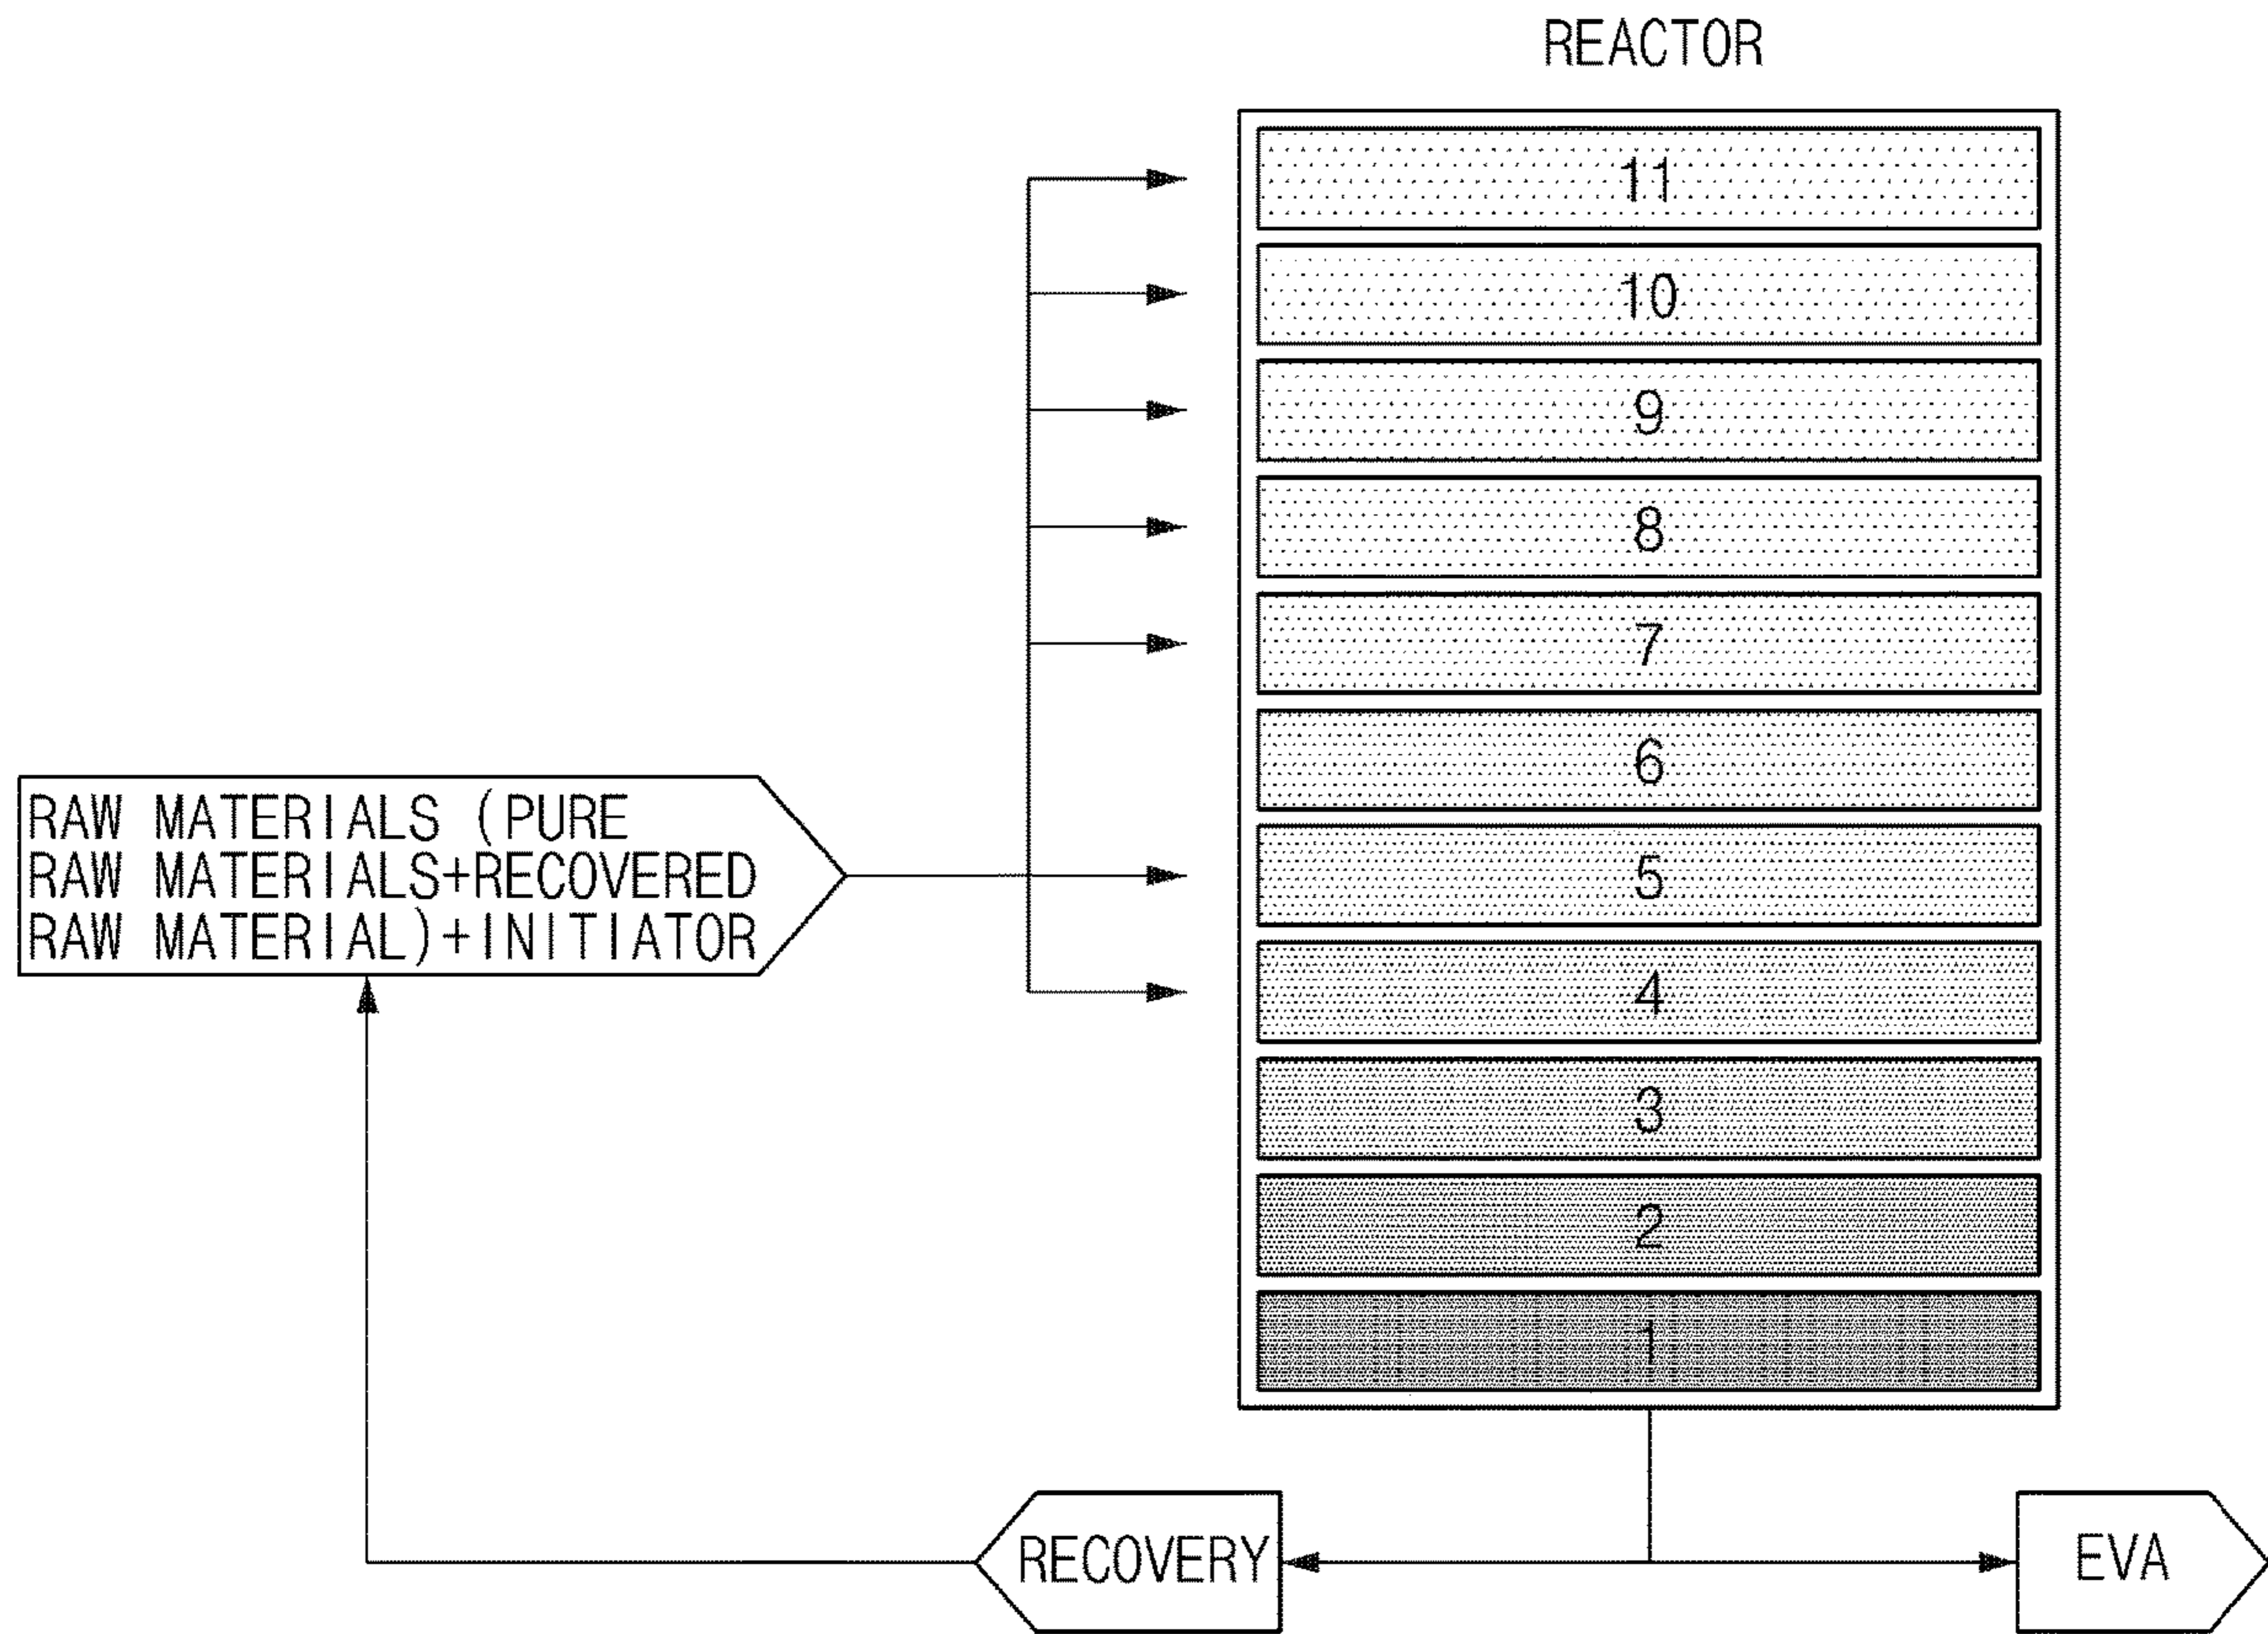 REACTOR
11
10
9
8
7
6
RAW MATERIALS (PURE
RAW MATERIALS+RECOVERED
RAW MATERIAL)+INITIATOR
5
4
3
2
1
RECOVERY
EVA